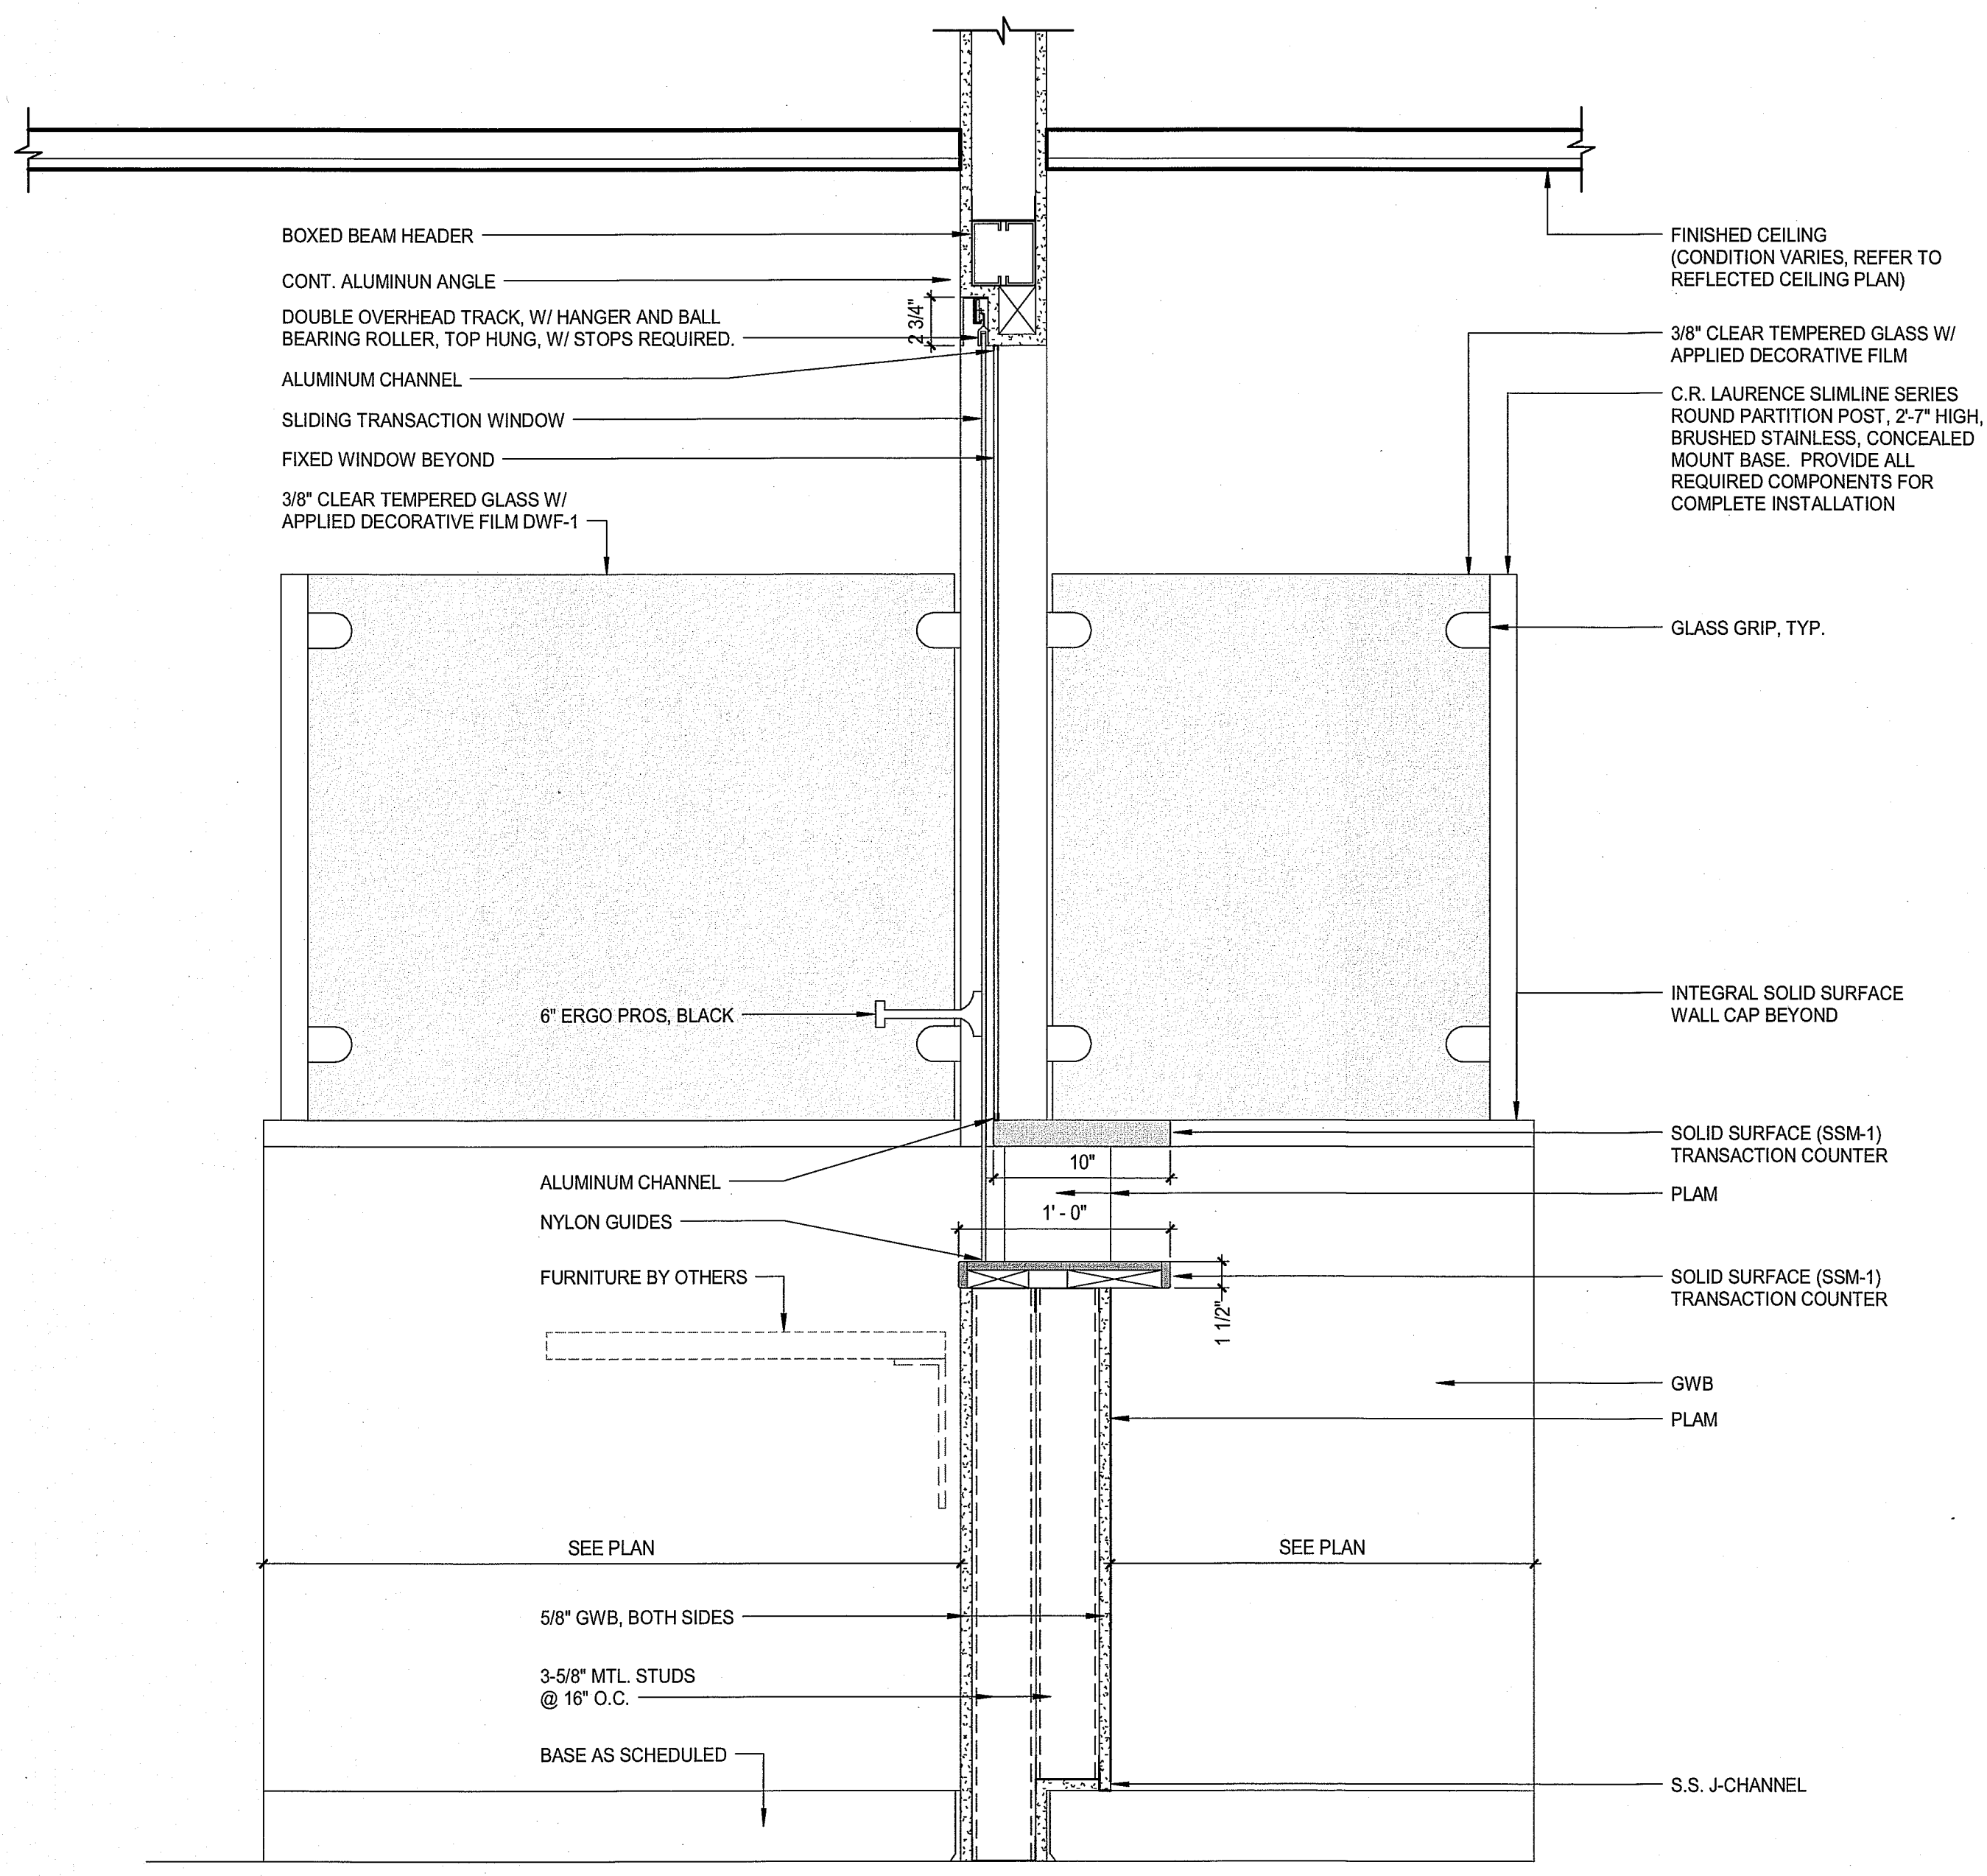 BOXED BEAM HEADER
CONT. ALUMINUN ANGLE
DOUBLE OVERHEAD TRACK, W/ HANGER AND BALL
BEARING ROLLER, TOP HUNG, W/ STOPS REQUIRED.
2 3/4"
ALUMINUM CHANNEL
SLIDING TRANSACTION WINDOW
FIXED WINDOW BEYOND
3/8" CLEAR TEMPERED GLASS W/
APPLIED DECORATIVE FILM DWF-1
FINISHED CEILING
(CONDITION VARIES, REFER TO
REFLECTED CEILING PLAN)
3/8" CLEAR TEMPERED GLASS W/
APPLIED DECORATIVE FILM
C.R. LAURENCE SLIMLINE SERIES
ROUND PARTITION POST, 2'-7" HIGH,
BRUSHED STAINLESS, CONCEALED
MOUNT BASE. PROVIDE ALL
REQUIRED COMPONENTS FOR
COMPLETE INSTALLATION
GLASS GRIP, TYP.
6" ERGO PROS, BLACK
INTEGRAL SOLID SURFACE
WALL CAP BEYOND
SOLID SURFACE (SSM-1)
TRANSACTION COUNTER
10"
ALUMINUM CHANNEL
PLAM
1' - 0"
NYLON GUIDES
FURNITURE BY OTHERS
SOLID SURFACE (SSM-1)
TRANSACTION COUNTER
1 1/2"
GWB
PLAM
SEE PLAN
SEE PLAN
5/8" GWB, BOTH SIDES
3-5/8" MTL. STUDS
@ 16" O.C.
BASE AS SCHEDULED
S.S. J-CHANNEL